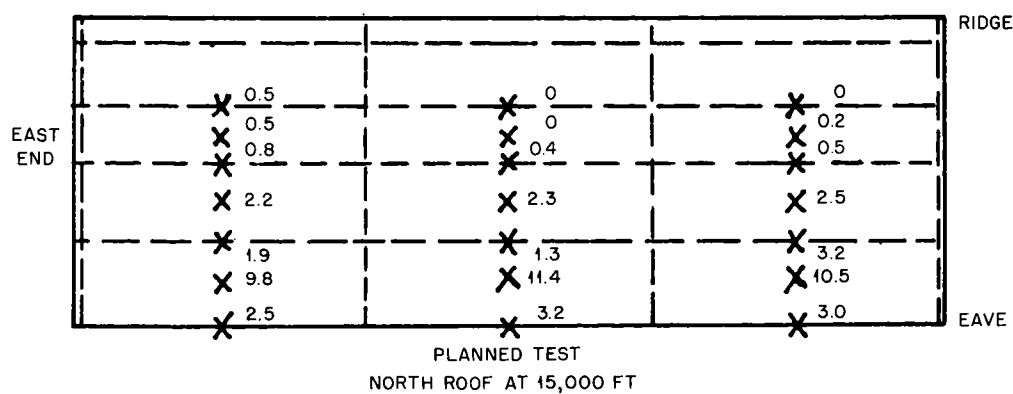 RIDGE
0.5 0 0
0.5 0 0.2
EAST
END
0.8 0.4 0.5
2.2 2.3 2.5
1.9 1.3 3.2
9.8 11.4 10.5
2.5 3.2 3.0
EAVE
PLANNED TEST
NORTH ROOF AT 15,000 FT